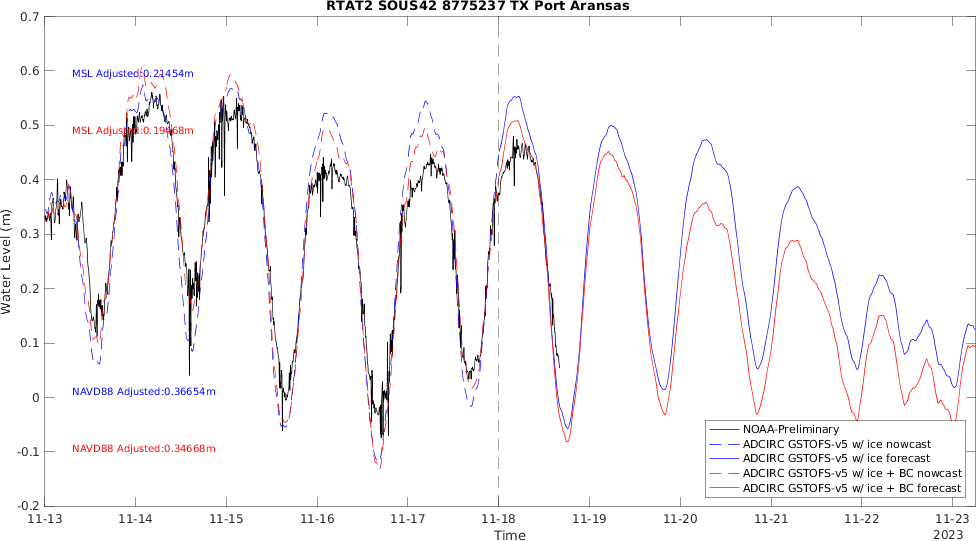 RTAT2 SOUS42 8775237 TX Port Aransas
Water Level (m)
0.7
0.6
0.5
0.4
0.3
0.2
0.1
0
-0.1
-0.2
MSL Adjusted:0.21454m
MSL Adjusted:0.19468m
NAVD88 Adjusted:0.36654m
NAVD88 Adjusted:0.34668m
NOAA-Preliminary
ADCIRC GSTOFS-v5 w/ ice nowcast
ADCIRC GSTOFS-v5 w/ ice forecast
ADCIRC GSTOFS-v5 w/ ice + BC nowcast
ADCIRC GSTOFS-v5 w/ ice + BC forecast
11-13 11-14 11-15 11-16 11-17 11-18 11-19 11-20 11-21 11-22 11-23
2023
Time